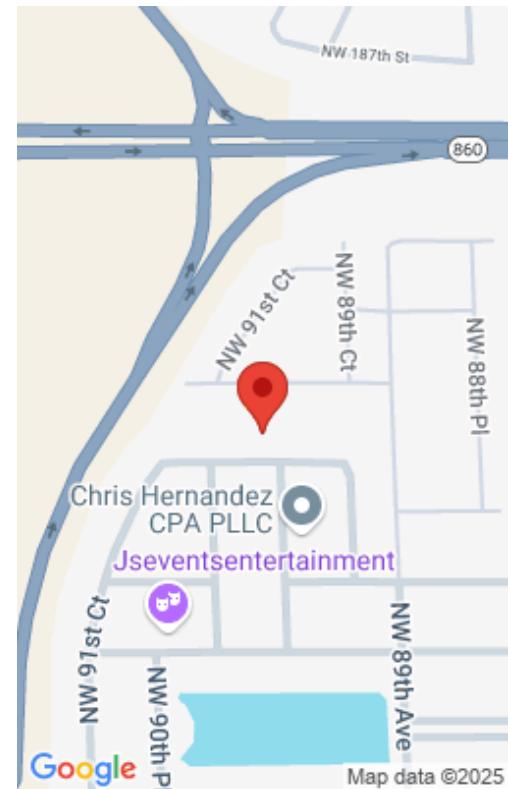 NW 187th St
860
NW 91st Ct
NW 89th Ct
NW 88th Pl
Chris Hernandez
CPA PLLC
Jseventsentertainment
NW 91st Ct
NW 90th P
NW 89th Ave
Google
Map data ©2025